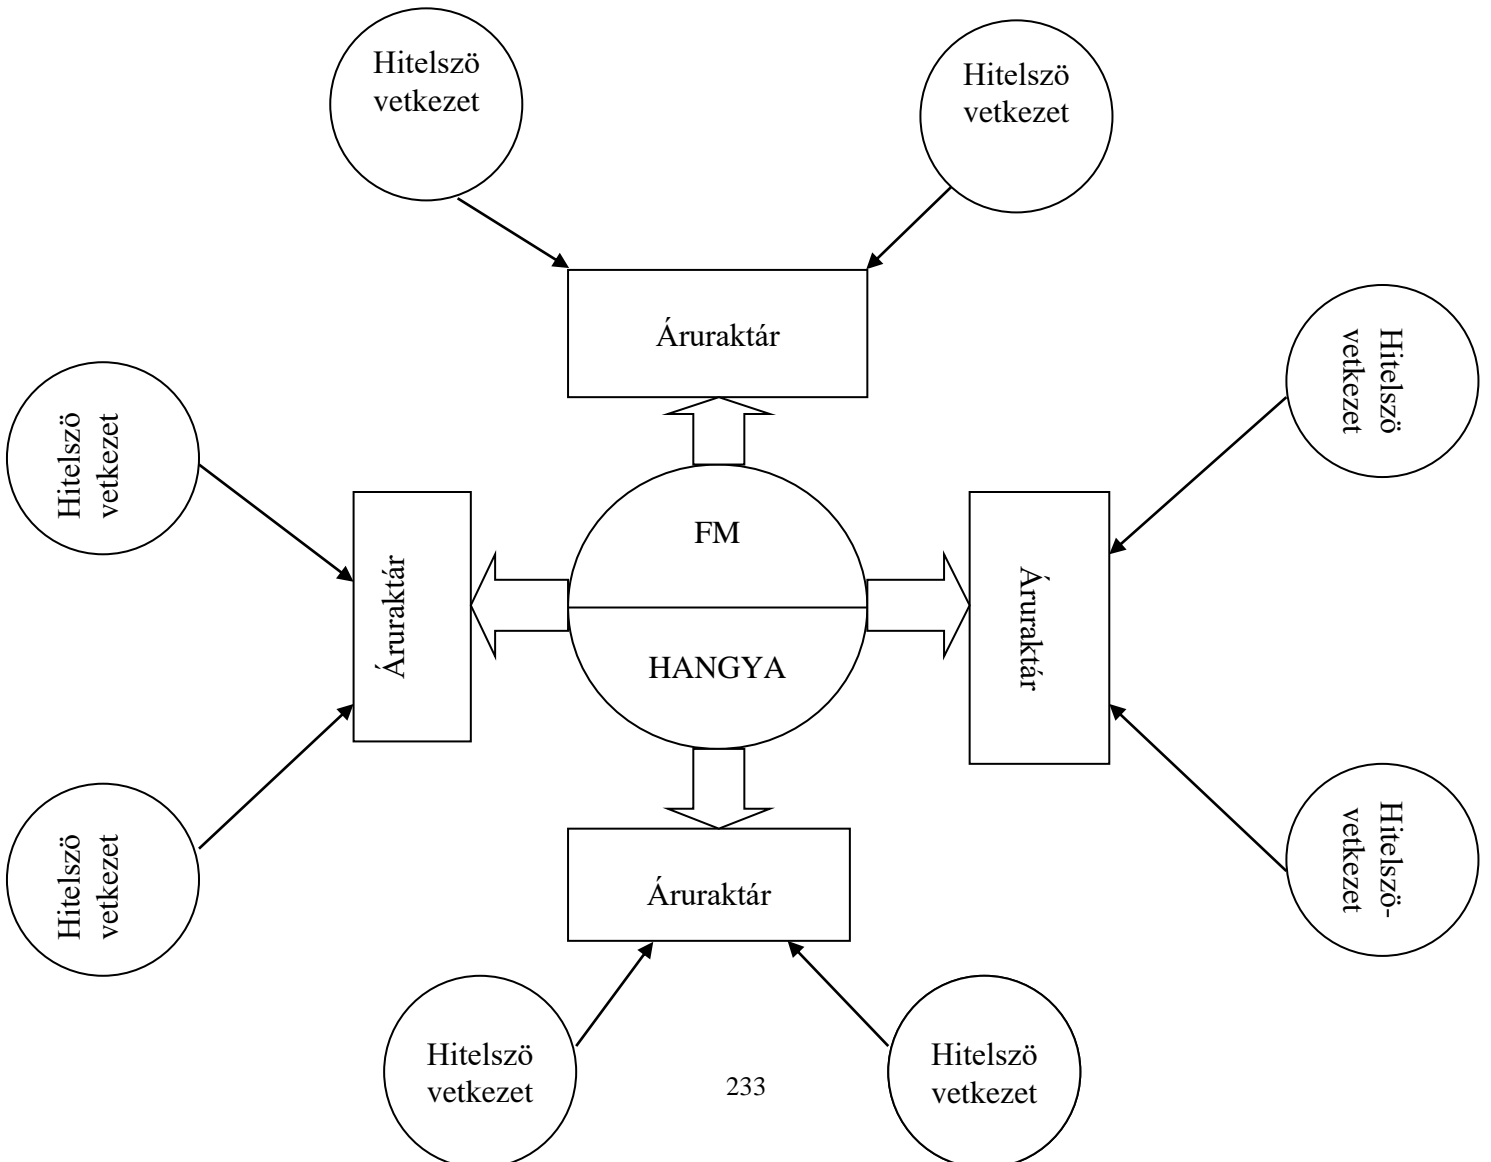 Hitelszö
vetkezet
Hitelszö
vetkezet
Áruraktár
Hitelszö
vetkezet
Hitelszö
vetkezet
FM
HANGYA
Áruraktár
Áruraktár
Hitelszö
vetkezet
Hitelszö-
vetkezet
Áruraktár
Hitelszö
vetkezet
Hitelszö
vetkezet
233